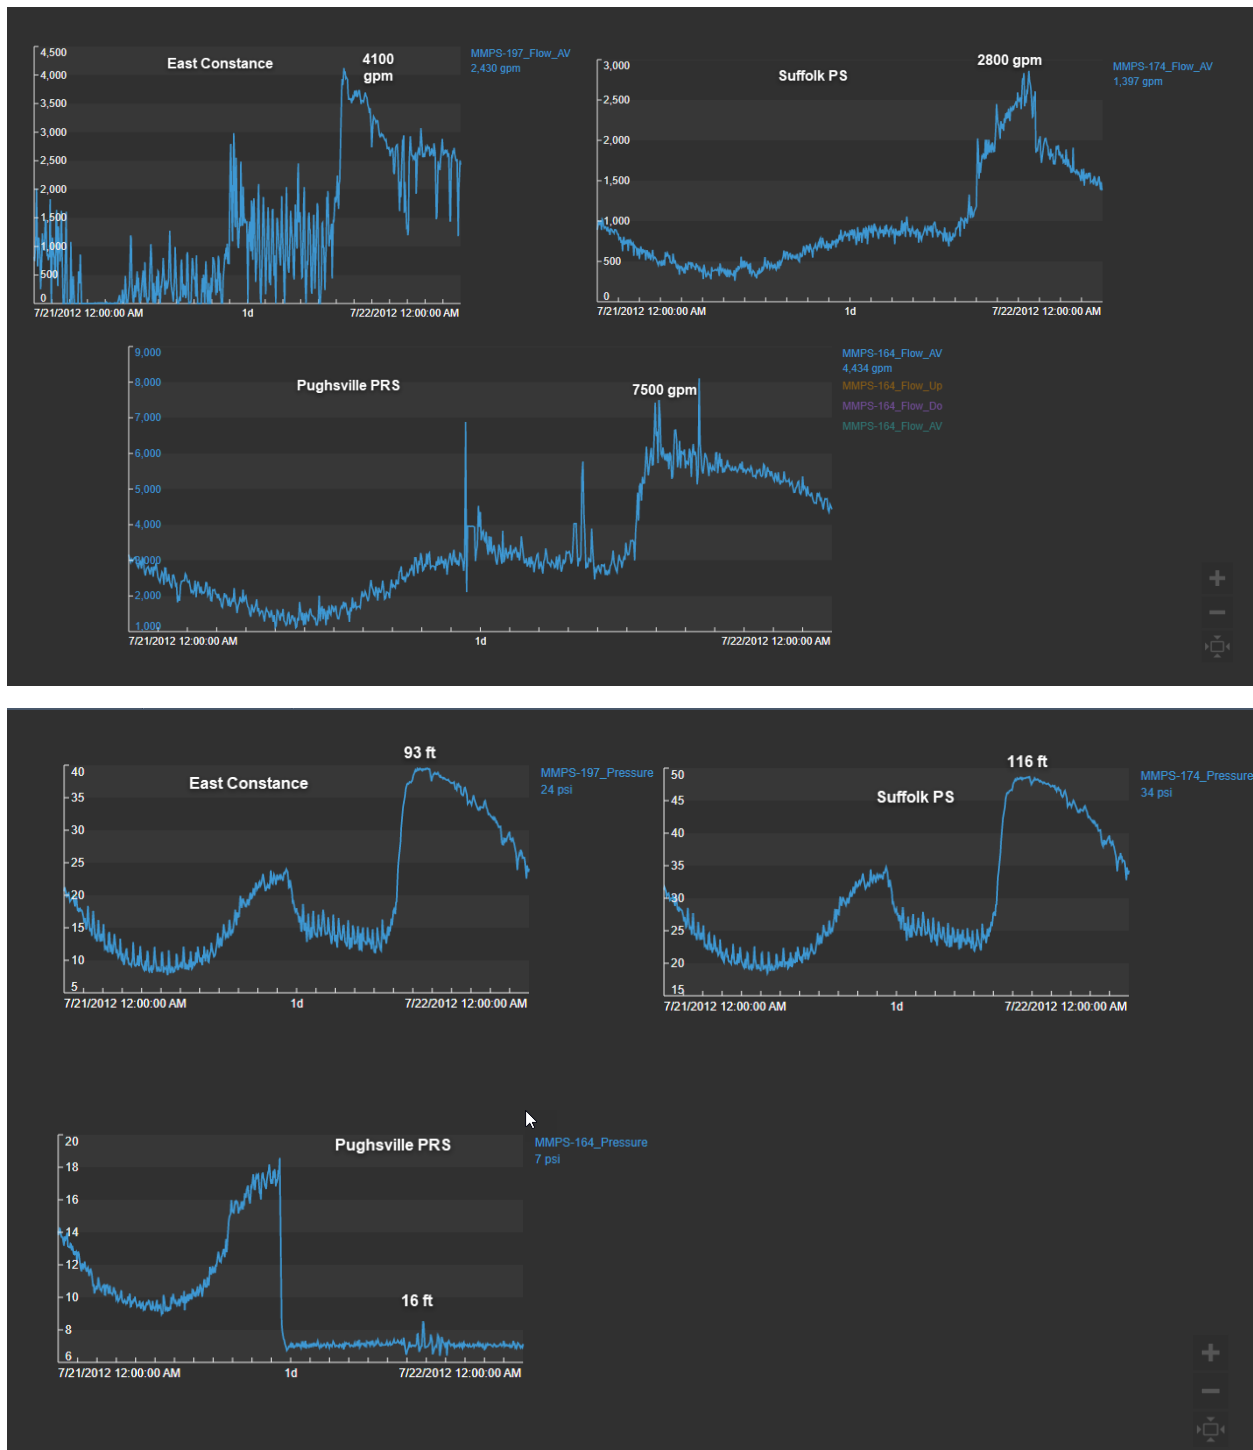 4,500
4,000
3,500
3,000
2,500
2,000
1,500
1,000
500
0
East Constance
4100
gpm
MMPS-197_Flow_AV
2,430 gpm
7/21/2012 12:00:00 AM
1d
7/22/2012 12:00:00 AM
3,000
2,500
2,000
1,500
1,000
500
0
Suffolk PS
2800 gpm
MMPS-174_Flow_AV
1,397 gpm
7/21/2012 12:00:00 AM
1d
7/22/2012 12:00:00 AM
9,000
8,000
7,000
6,000
5,000
4,000
3,000
2,000
1,000
Pughsville PRS
7500 gpm
MMPS-164_Flow_AV
4,434 gpm
MMPS-164_Flow_Up
MMPS-164_Flow_Do
MMPS-164_Flow_AV
7/21/2012 12:00:00 AM
1d
7/22/2012 12:00:00 AM
40
35
30
25
20
15
10
5
East Constance
93 ft
MMPS-197_Pressure
24 psi
7/21/2012 12:00:00 AM
1d
7/22/2012 12:00:00 AM
50
45
40
35
30
25
20
15
Suffolk PS
116 ft
MMPS-174_Pressure
34 psi
7/21/2012 12:00:00 AM
1d
7/22/2012 12:00:00 AM
20
18
16
14
12
10
8
6
Pughsville PRS
16 ft
MMPS-164_Pressure
7 psi
7/21/2012 12:00:00 AM
1d
7/22/2012 12:00:00 AM